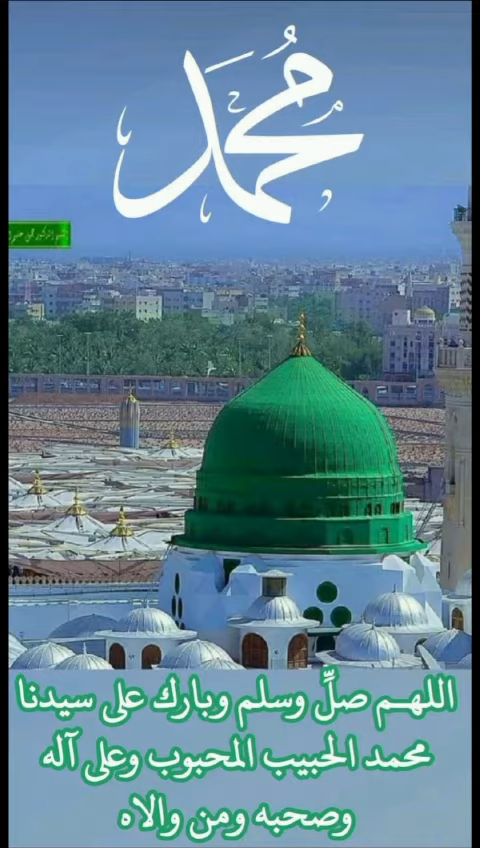 مُحَمَّد
اللهم صلِّ وسلم وبارك على سيدنا
محمد الحبيب المحبوب وعلى آله
وصحبه ومن والاه